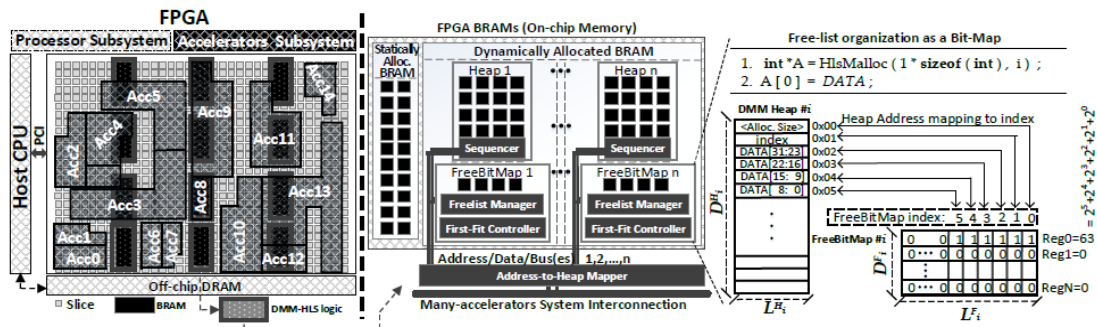 FPGA
Processor Subsystem
Accelerators Subsystem
Host CPU
PCI
Acc5
Acc4
Acc2
Acc3
Acc9
Acc8
Acc11
Acc14
Acc13
Acc1
Acc0
Acc6
Acc7
Acc10
Acc12
Off-chip DRAM
Slice
BRAM
DMM-HLS logic
FPGA BRAMs (On-chip Memory)
Statically Alloc. BRAM
Dynamically Allocated BRAM
Heap 1
Heap n
Sequencer
Sequencer
FreeBitMap 1
FreeBitMap n
Freelist Manager
Freelist Manager
First-Fit Controller
First-Fit Controller
Address/Data/Bus(es) 1,2,...,n
Address-to-Heap Mapper
Many-accelerators System Interconnection
Free-list organization as a Bit-Map
1. int *A = HlsMalloc ( 1 * sizeof ( int ) , i ) ;
2. A [ 0 ] = DATA ;
DMM Heap #i
Heap Address mapping to index
<Alloc. Size> 0x00
index 0x01
DATA[31:23] 0x02
DATA[22:16] 0x03
DATA[15: 9] 0x04
DATA[ 8: 0] 0x05
D^H_i
L^H_i
FreeBitMap index: 5 4 3 2 1 0
= 2^5+2^4+2^3+2^2+2^1+2^0
FreeBitMap #i
0 0 1 1 1 1 1 1 Reg0=63
0 0 0 0 0 0 0 Reg1=0
0 0 0 0 0 0 0 RegN=0
D^F_i
L^F_i